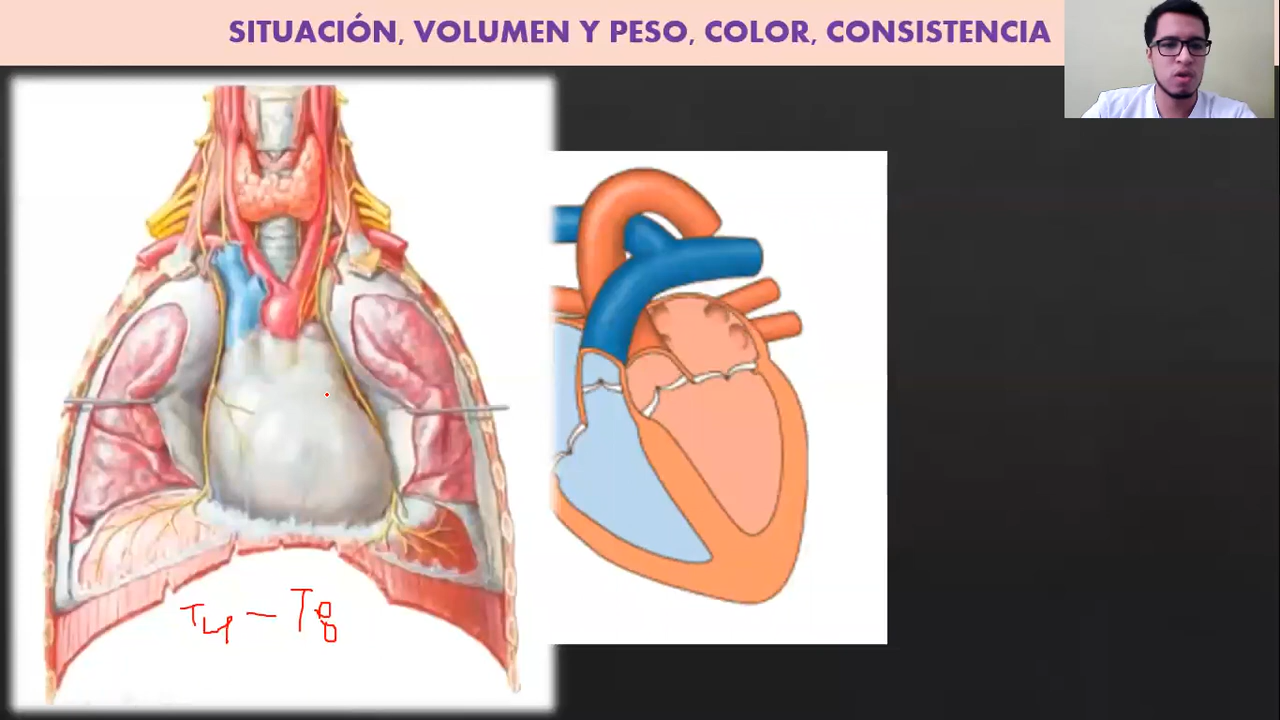 SITUACIÓN, VOLUMEN Y PESO, COLOR, CONSISTENCIA
T4 - T8